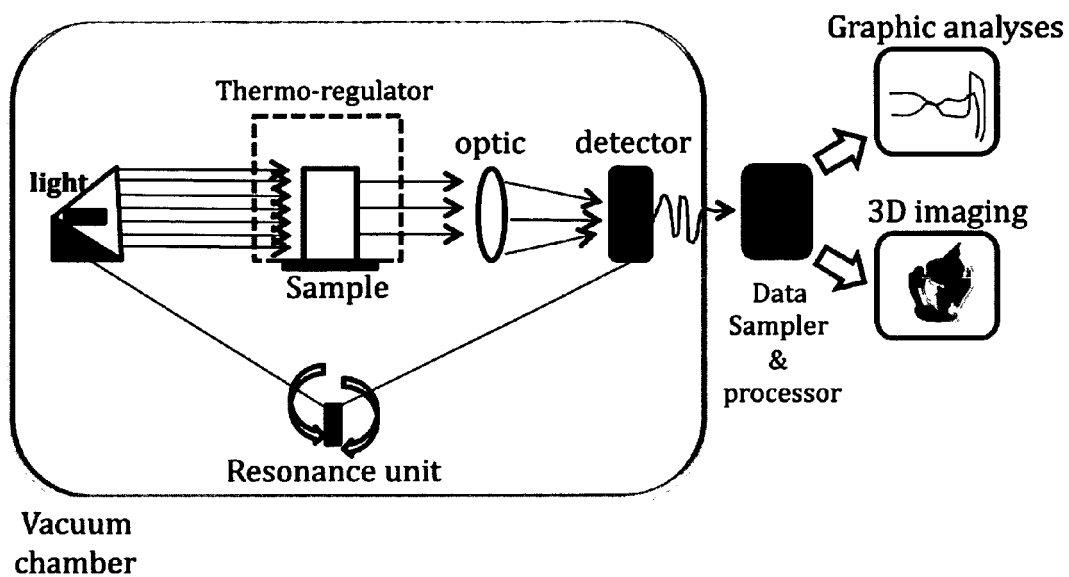 Graphic analyses
Thermo-regulator
optic
detector
light
3D imaging
Sample
Data
Sampler
&
processor
Resonance unit
Vacuum
chamber